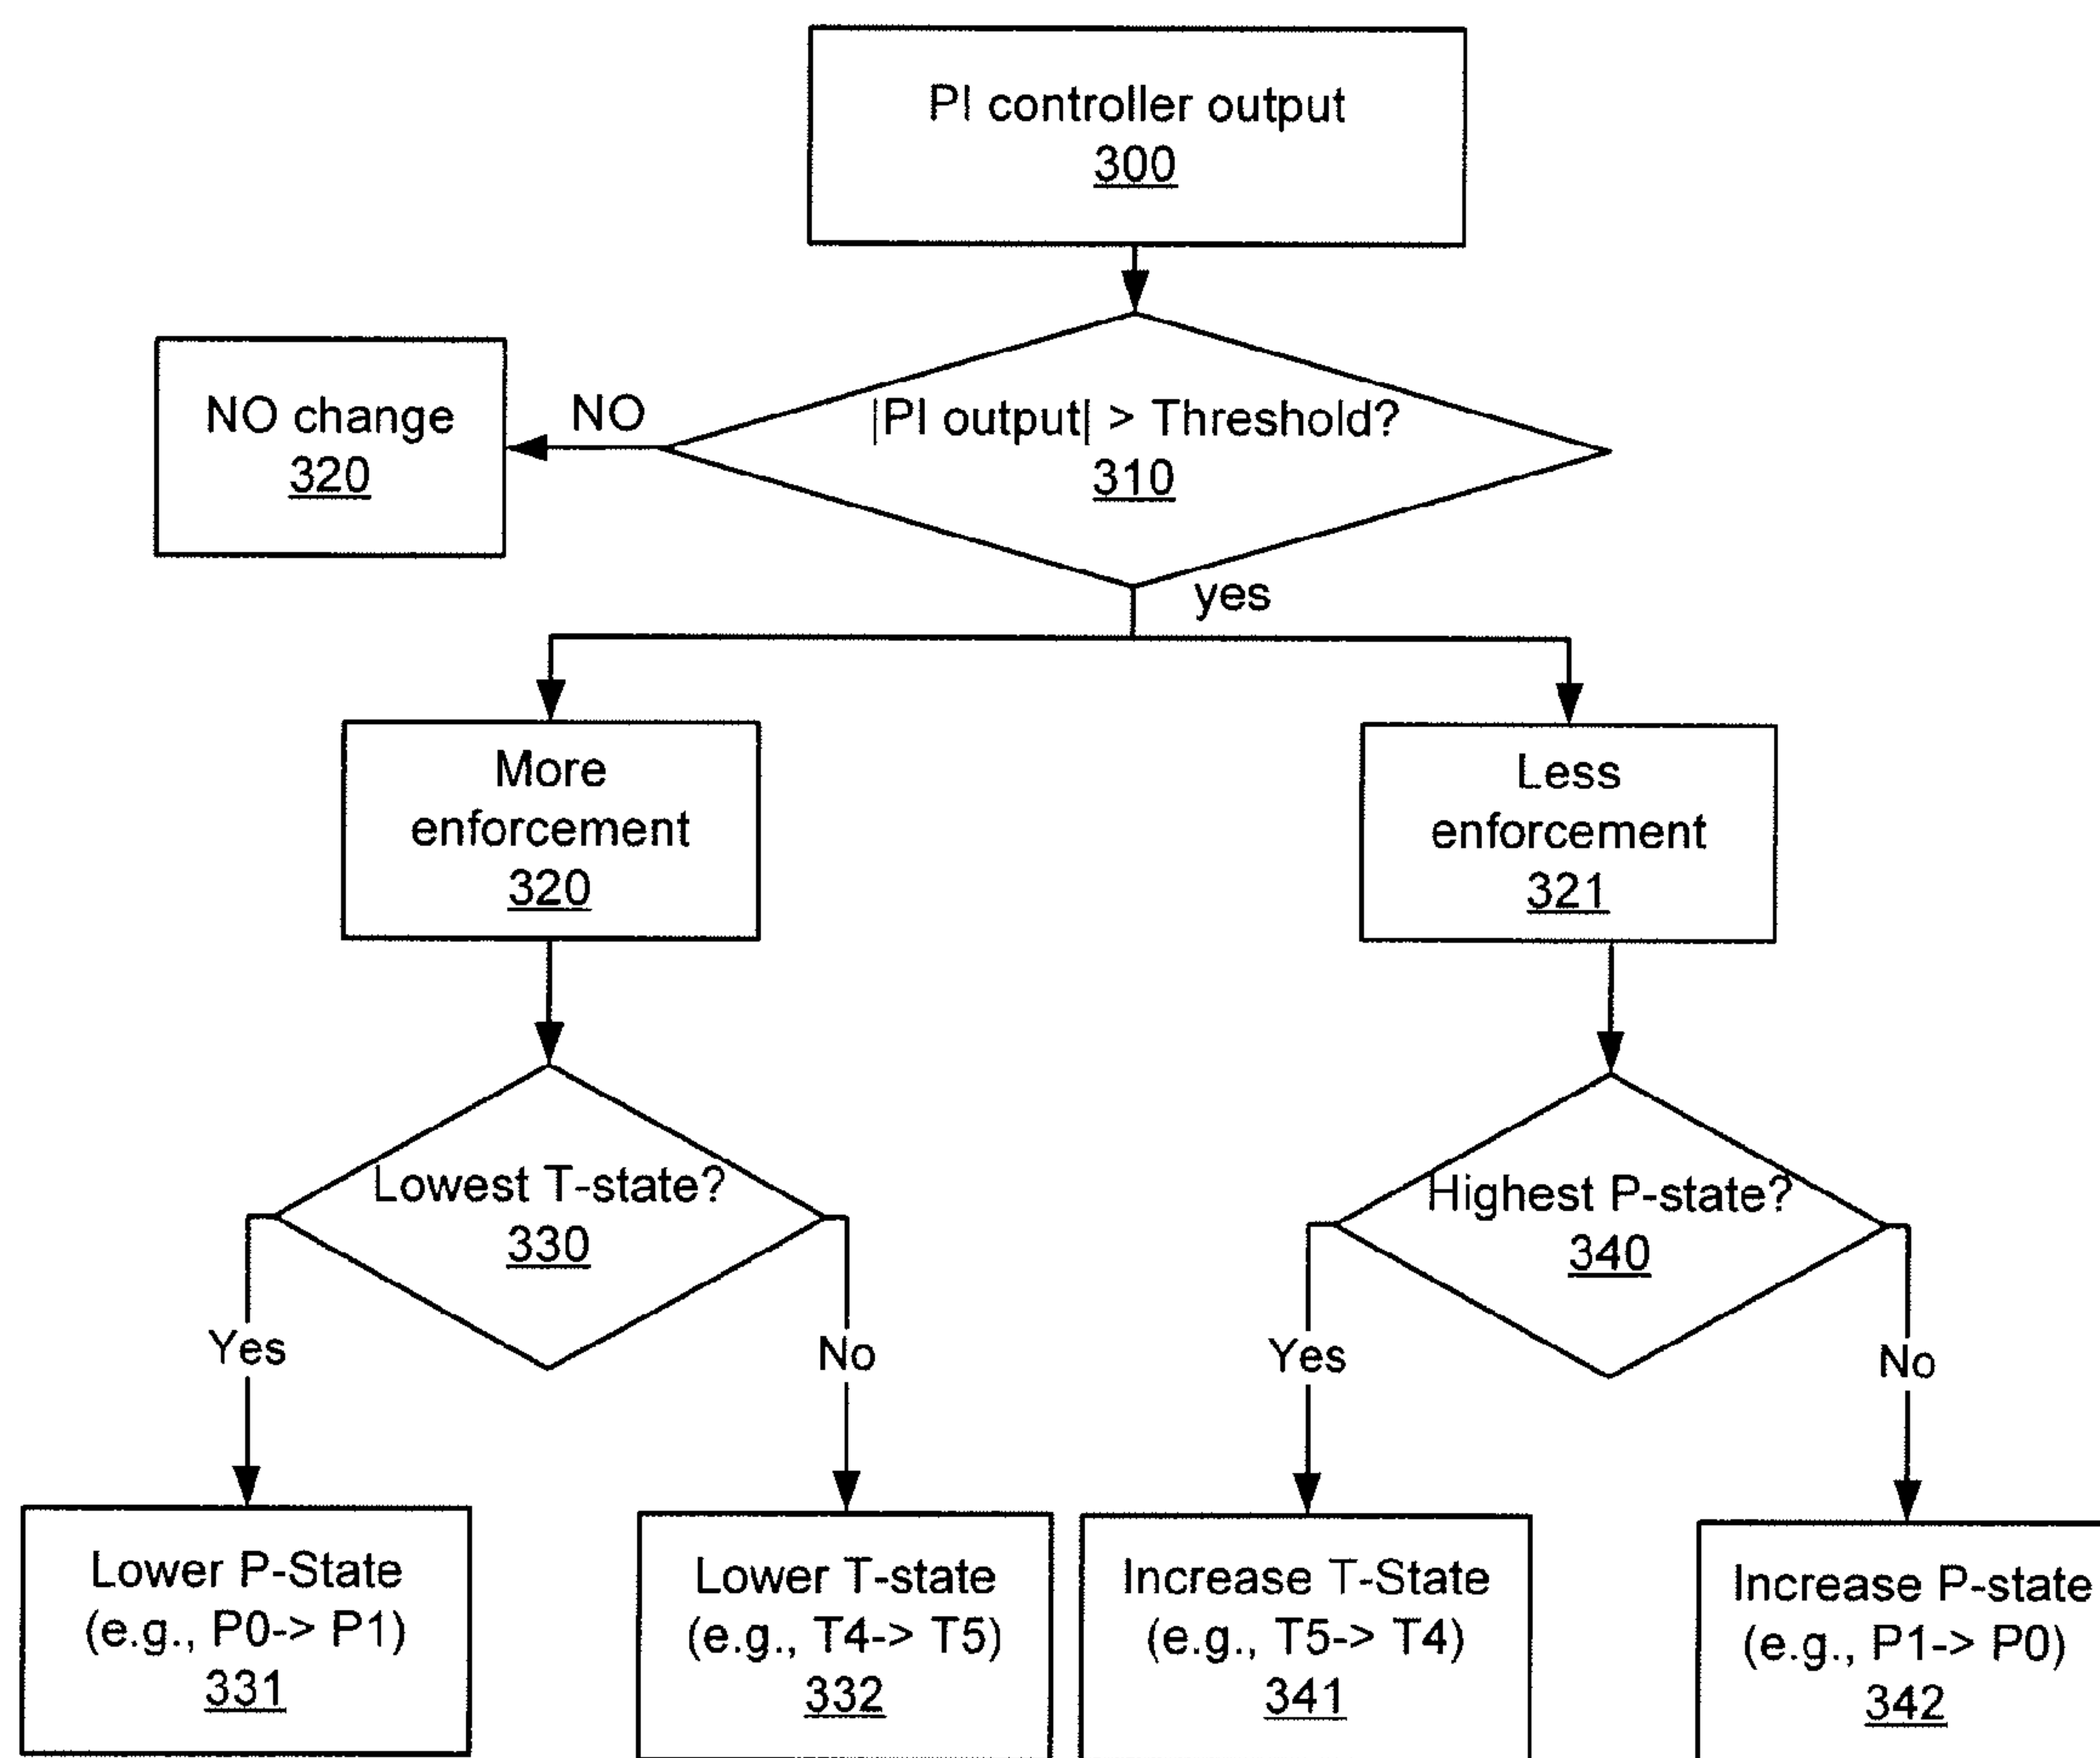 PI controller output
300
|PI output| > Threshold?
310
NO
NO change
320
yes
More
enforcement
320
Less
enforcement
321
Lowest T-state?
330
Highest P-state?
340
Yes
No
Yes
No
Lower P-State
(e.g., P0-> P1)
331
Lower T-state
(e.g., T4-> T5)
332
Increase T-State
(e.g., T5-> T4)
341
Increase P-state
(e.g., P1-> P0)
342